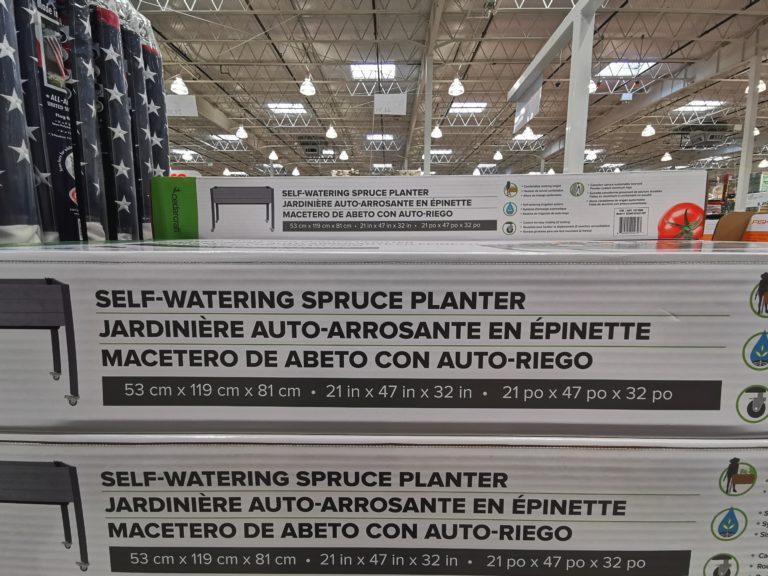 ALL-A
UNITED S
cedarcraft
SELF-WATERING SPRUCE PLANTER
JARDINIÈRE AUTO-ARROSANTE EN ÉPINETTE
MACETERO DE ABETO CON AUTO-RIEGO
53 cm x 119 cm x 81 cm • 21 in x 47 in x 32 in • 21 po x 47 po x 32 po
SELF-WATERING SPRUCE PLANTER
JARDINIÈRE AUTO-ARROSANTE EN ÉPINETTE
MACETERO DE ABETO CON AUTO-RIEGO
53 cm x 119 cm x 81 cm • 21 in x 47 in x 32 in • 21 po x 47 po x 32 po
SELF-WATERING SPRUCE PLANTER
JARDINIÈRE AUTO-ARROSANTE EN ÉPINETTE
MACETERO DE ABETO CON AUTO-RIEGO
53 cm x 119 cm x 81 cm • 21 in x 47 in x 32 in • 21 po x 47 po x 32 po